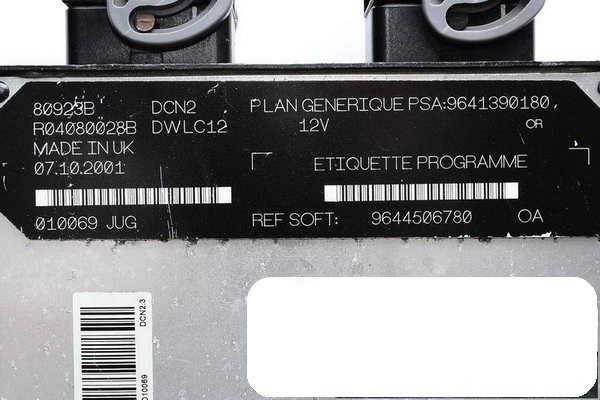 80923B DCN2 PLAN GENERIQUE PSA:9641390180,
R04080028B DWLC12 12V OR
MADE IN UK
07.10.2001 ETIQUETTE PROGRAMME
010069 JUG REF SOFT: 9644506780 OA
DCN2.3
010069